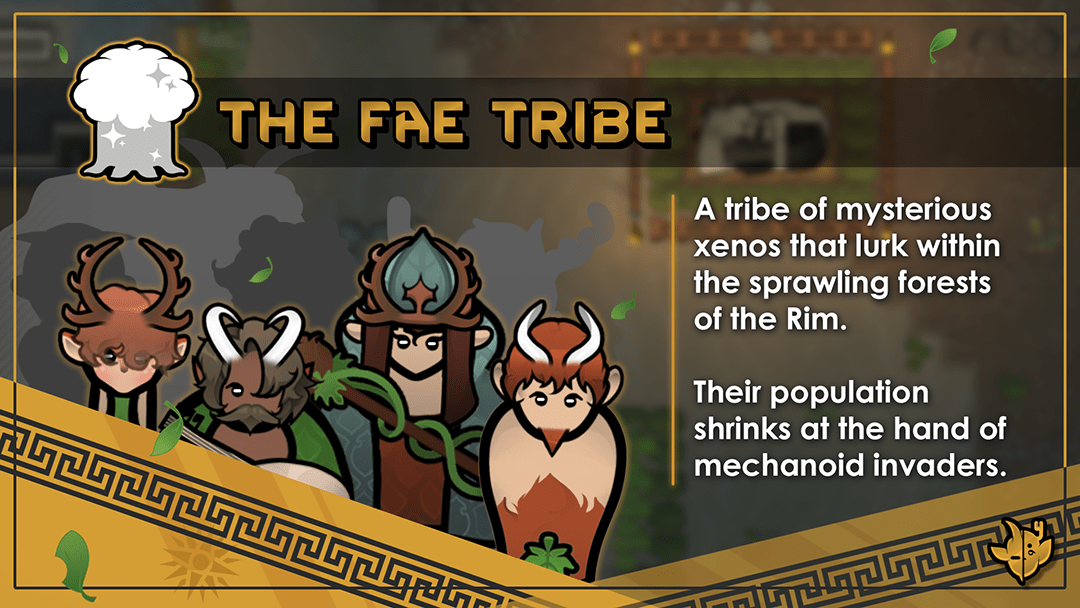 THE FAE TRIBE
A tribe of mysterious
xenos that lurk within
the sprawling forests
of the Rim.
Their population
shrinks at the hand of
mechanoid invaders.